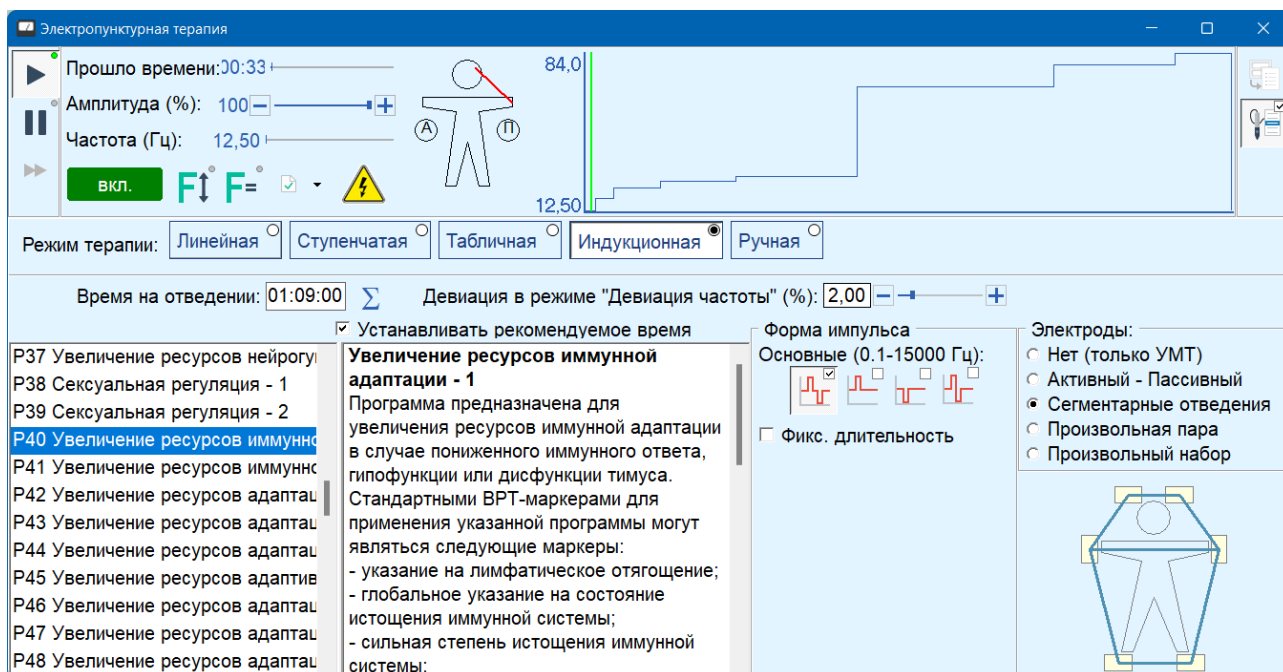 Электропунктурная терапия
Прошло времени: 00:33
Амплитуда (%): 100
Частота (Гц): 12,50
вкл.
F F=
А П
84,0
12,50
Режим терапии: Линейная Ступенчатая Табличная Индукционная Ручная
Время на отведении: 01:09:00 Σ Девиация в режиме "Девиация частоты" (%): 2,00
Устанавливать рекомендуемое время
P37 Увеличение ресурсов нейрогу
P38 Сексуальная регуляция - 1
P39 Сексуальная регуляция - 2
P40 Увеличение ресурсов иммунно
P41 Увеличение ресурсов иммунно
P42 Увеличение ресурсов адаптац
P43 Увеличение ресурсов адаптац
P44 Увеличение ресурсов адаптац
P45 Увеличение ресурсов адаптив
P46 Увеличение ресурсов адаптац
P47 Увеличение ресурсов адаптац
P48 Увеличение ресурсов адаптац
Увеличение ресурсов иммунной
адаптации - 1
Программа предназначена для
увеличения ресурсов иммунной адаптации
в случае пониженного иммунного ответа,
гипофункции или дисфункции тимуса.
Стандартными ВРТ-маркерами для
применения указанной программы могут
являться следующие маркеры:
- указание на лимфатическое отягощение;
- глобальное указание на состояние
истощения иммунной системы;
- сильная степень истощения иммунной
системы;
Форма импульса
Основные (0.1-15000 Гц):
Фикс. длительность
Электроды:
Нет (только УМТ)
Активный - Пассивный
Сегментарные отведения
Произвольная пара
Произвольный набор